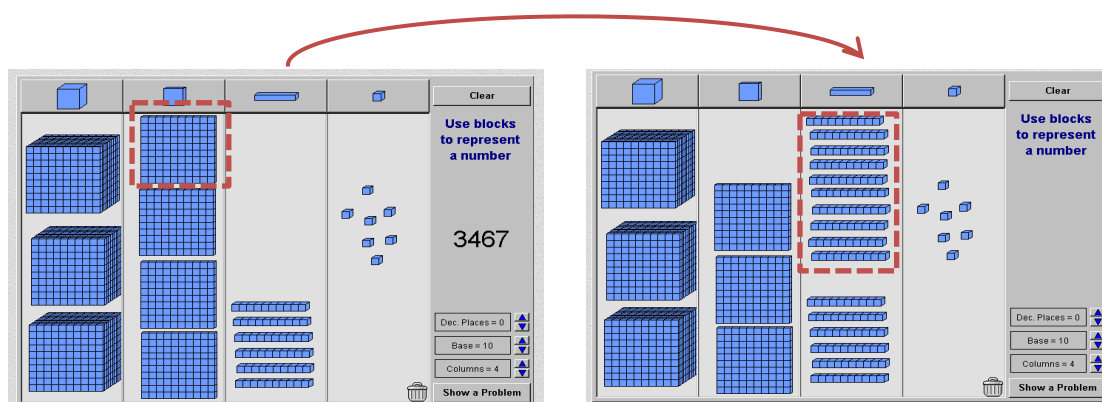 Clear
Use blocks
to represent
a number
3467
Dec. Places = 0
Base = 10
Columns = 4
Show a Problem
Clear
Use blocks
to represent
a number
Dec. Places = 0
Base = 10
Columns = 4
Show a Problem